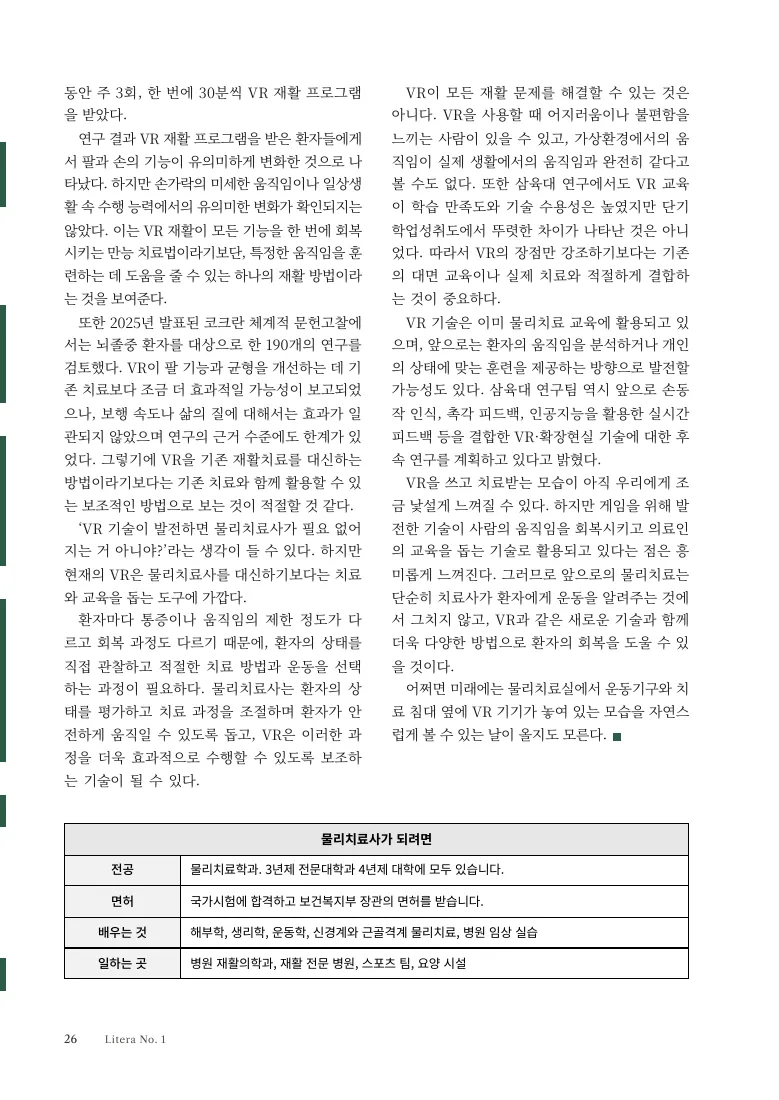 동안 주 3회, 한 번에 30분씩 VR 재활 프로그램
을 받았다.
연구 결과 VR 재활 프로그램을 받은 환자들에게
서 팔과 손의 기능이 유의미하게 변화한 것으로 나
타났다. 하지만 손가락의 미세한 움직임이나 일상생
활 속 수행 능력에서의 유의미한 변화가 확인되지는
않았다. 이는 VR 재활이 모든 기능을 한 번에 회복
시키는 만능 치료법이라기보단, 특정한 움직임을 훈
련하는 데 도움을 줄 수 있는 하나의 재활 방법이라
는 것을 보여준다.
또한 2025년 발표된 코크란 체계적 문헌고찰에
서는 뇌졸중 환자를 대상으로 한 190개의 연구를
검토했다. VR이 팔 기능과 균형을 개선하는 데 기
존 치료보다 조금 더 효과적일 가능성이 보고되었
으나, 보행 속도나 삶의 질에 대해서는 효과가 일
관되지 않았으며 연구의 근거 수준에도 한계가 있
었다. 그렇기에 VR을 기존 재활치료를 대신하는
방법이라기보다는 기존 치료와 함께 활용할 수 있
는 보조적인 방법으로 보는 것이 적절할 것 같다.
‘VR 기술이 발전하면 물리치료사가 필요 없어
지는 거 아니야?’라는 생각이 들 수 있다. 하지만
현재의 VR은 물리치료사를 대신하기보다는 치료
와 교육을 돕는 도구에 가깝다.
환자마다 통증이나 움직임의 제한 정도가 다
르고 회복 과정도 다르기 때문에, 환자의 상태를
직접 관찰하고 적절한 치료 방법과 운동을 선택
하는 과정이 필요하다. 물리치료사는 환자의 상
태를 평가하고 치료 과정을 조절하며 환자가 안
전하게 움직일 수 있도록 돕고, VR은 이러한 과
정을 더욱 효과적으로 수행할 수 있도록 보조하
는 기술이 될 수 있다.
VR이 모든 재활 문제를 해결할 수 있는 것은
아니다. VR을 사용할 때 어지러움이나 불편함을
느끼는 사람이 있을 수 있고, 가상환경에서의 움
직임이 실제 생활에서의 움직임과 완전히 같다고
볼 수도 없다. 또한 삼육대 연구에서도 VR 교육
이 학습 만족도와 기술 수용성은 높였지만 단기
학업성취도에서 뚜렷한 차이가 나타난 것은 아니
었다. 따라서 VR의 장점만 강조하기보다는 기존
의 대면 교육이나 실제 치료와 적절하게 결합하
는 것이 중요하다.
VR 기술은 이미 물리치료 교육에 활용되고 있
으며, 앞으로는 환자의 움직임을 분석하거나 개인
의 상태에 맞는 훈련을 제공하는 방향으로 발전할
가능성도 있다. 삼육대 연구팀 역시 앞으로 손동
작 인식, 촉각 피드백, 인공지능을 활용한 실시간
피드백 등을 결합한 VR·확장현실 기술에 대한 후
속 연구를 계획하고 있다고 밝혔다.
VR을 쓰고 치료받는 모습이 아직 우리에게 조
금 낯설게 느껴질 수 있다. 하지만 게임을 위해 발
전한 기술이 사람의 움직임을 회복시키고 의료인
의 교육을 돕는 기술로 활용되고 있다는 점은 흥
미롭게 느껴진다. 그러므로 앞으로의 물리치료는
단순히 치료사가 환자에게 운동을 알려주는 것에
서 그치지 않고, VR과 같은 새로운 기술과 함께
더욱 다양한 방법으로 환자의 회복을 도울 수 있
을 것이다.
어쩌면 미래에는 물리치료실에서 운동기구와 치
료 침대 옆에 VR 기기가 놓여 있는 모습을 자연스
럽게 볼 수 있는 날이 올지도 모른다. ■
물리치료사가 되려면
전공 물리치료학과. 3년제 전문대학과 4년제 대학에 모두 있습니다.
면허 국가시험에 합격하고 보건복지부 장관의 면허를 받습니다.
배우는 것 해부학, 생리학, 운동학, 신경계와 근골격계 물리치료, 병원 임상 실습
일하는 곳 병원 재활의학과, 재활 전문 병원, 스포츠 팀, 요양 시설
26 Litera No. 1